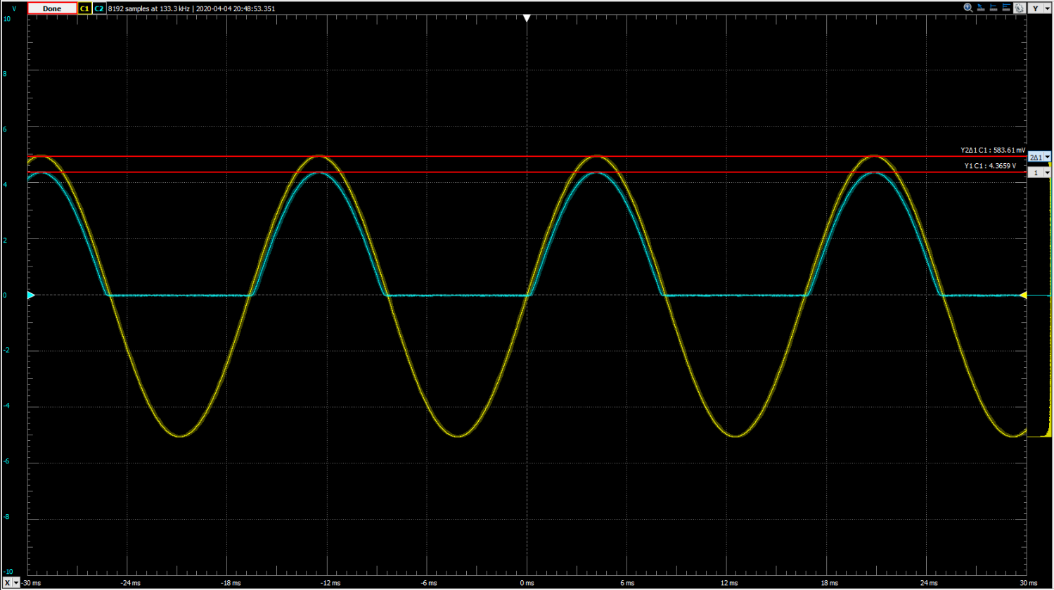 V Done C1 C2 8192 samples at 133.3 kHz | 2020-04-04 20:48:53.351 Y
10
8
6
Y2Δ1 C1 : 583.61 mV
2Δ1
Y1 C1 : 4.3659 V
1
4
2
0
-2
-4
-6
-8
-10
X -30 ms -24 ms -18 ms -12 ms -6 ms 0 ms 6 ms 12 ms 18 ms 24 ms 30 ms